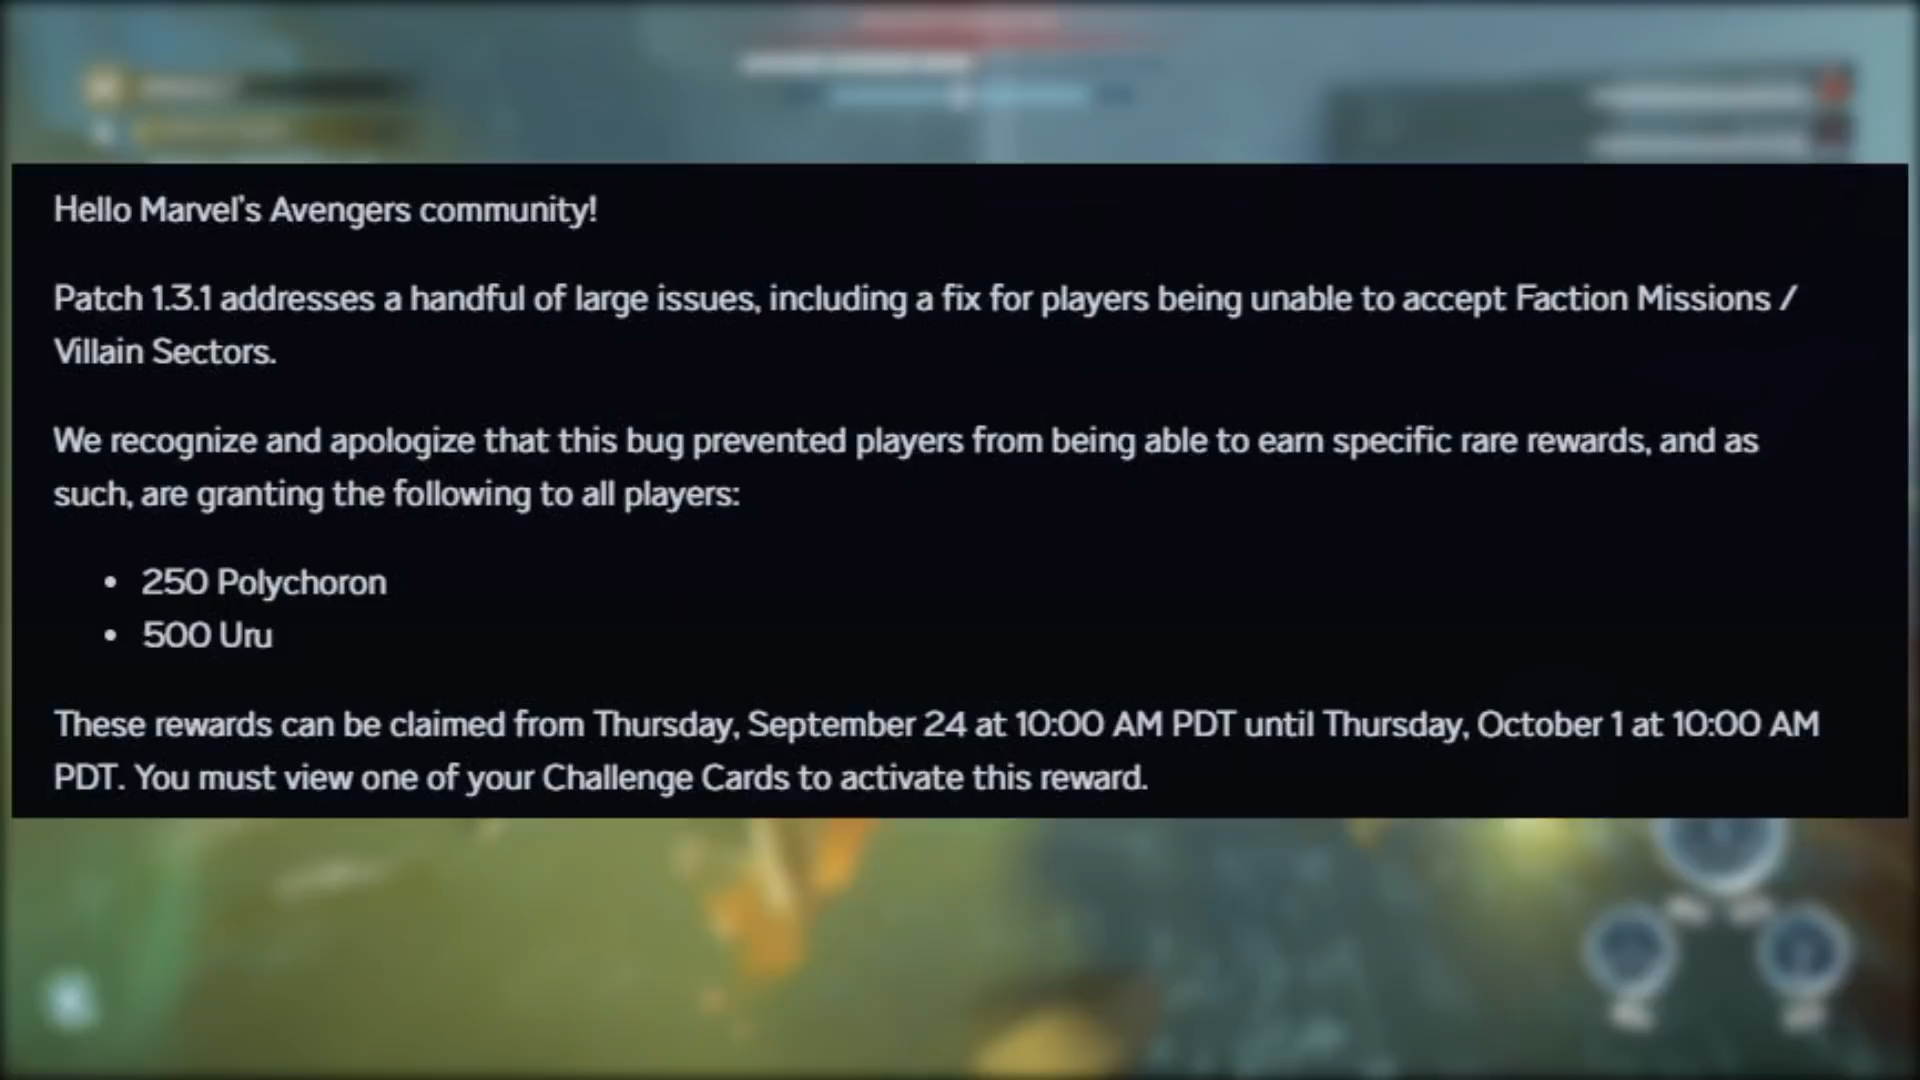 Hello Marvel's Avengers community!
Patch 1.3.1 addresses a handful of large issues, including a fix for players being unable to accept Faction Missions /
Villain Sectors.
We recognize and apologize that this bug prevented players from being able to earn specific rare rewards, and as
such, are granting the following to all players:
• 250 Polychoron
• 500 Uru
These rewards can be claimed from Thursday, September 24 at 10:00 AM PDT until Thursday, October 1 at 10:00 AM
PDT. You must view one of your Challenge Cards to activate this reward.